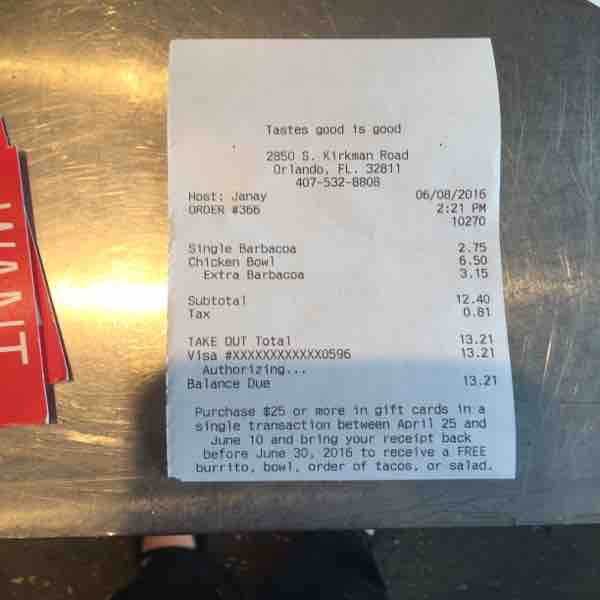 Tastes good is good
2850 S. Kirkman Road
Orlando, FL. 32811
407-532-8808
Host: Janay 06/08/2016
ORDER #366 2:21 PM
10270
Single Barbacoa 2.75
Chicken Bowl 6.50
Extra Barbacoa 3.15
Subtotal 12.40
Tax 0.81
TAKE OUT Total 13.21
Visa #XXXXXXXXXXXX0596 13.21
Authorizing...
Balance Due 13.21
Purchase $25 or more in gift cards in a
single transaction between April 25 and
June 10 and bring your receipt back
before June 30, 2016 to receive a FREE
burrito, bowl, order of tacos, or salad.
WANT